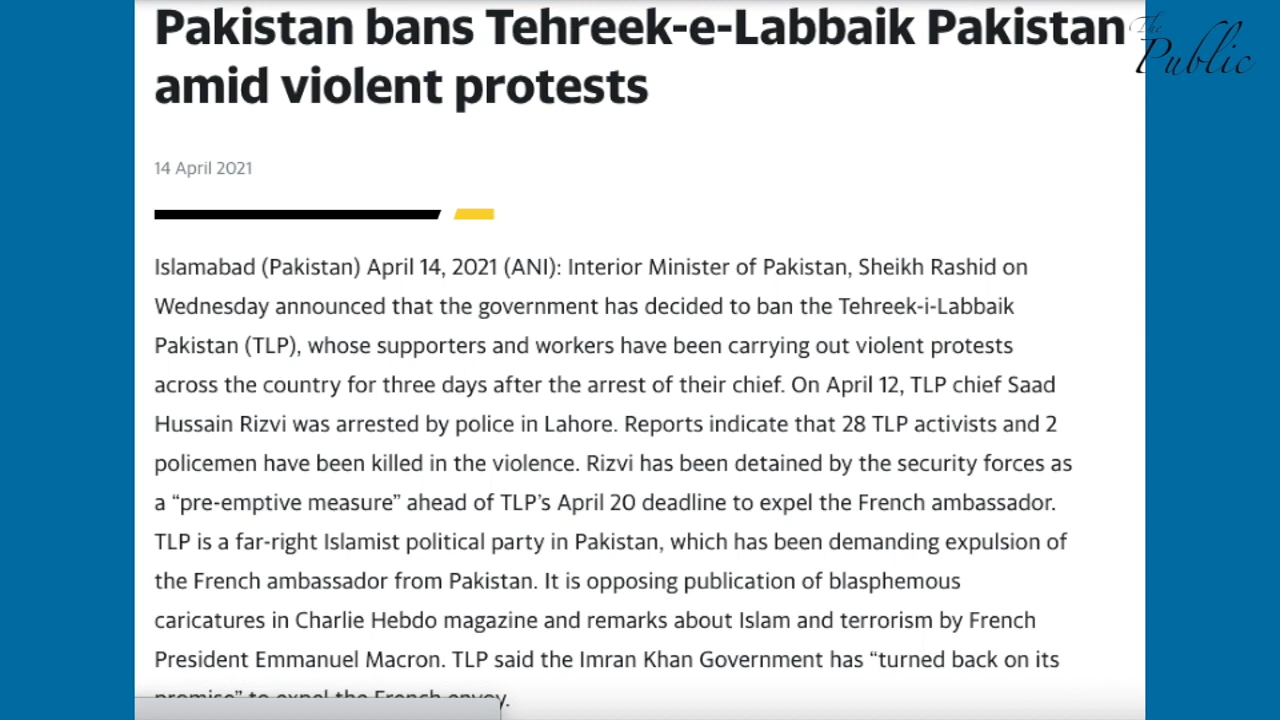 Pakistan bans Tehreek-e-Labbaik Pakistan
amid violent protests
The
Public
14 April 2021
Islamabad (Pakistan) April 14, 2021 (ANI): Interior Minister of Pakistan, Sheikh Rashid on
Wednesday announced that the government has decided to ban the Tehreek-i-Labbaik
Pakistan (TLP), whose supporters and workers have been carrying out violent protests
across the country for three days after the arrest of their chief. On April 12, TLP chief Saad
Hussain Rizvi was arrested by police in Lahore. Reports indicate that 28 TLP activists and 2
policemen have been killed in the violence. Rizvi has been detained by the security forces as
a “pre-emptive measure” ahead of TLP’s April 20 deadline to expel the French ambassador.
TLP is a far-right Islamist political party in Pakistan, which has been demanding expulsion of
the French ambassador from Pakistan. It is opposing publication of blasphemous
caricatures in Charlie Hebdo magazine and remarks about Islam and terrorism by French
President Emmanuel Macron. TLP said the Imran Khan Government has “turned back on its
promise” to expel the French envoy.